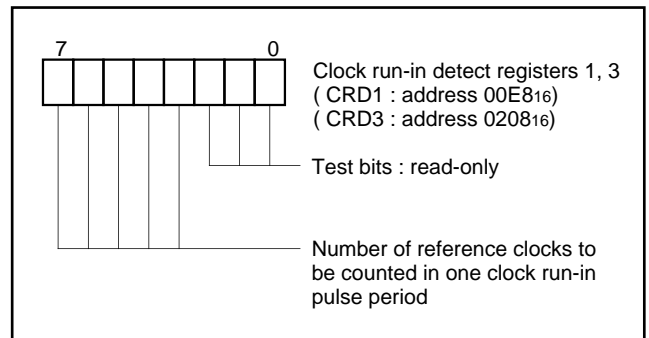 7 0
Clock run-in detect registers 1, 3
( CRD1 : address 00E816)
( CRD3 : address 020816)
Test bits : read-only
Number of reference clocks to
be counted in one clock run-in
pulse period